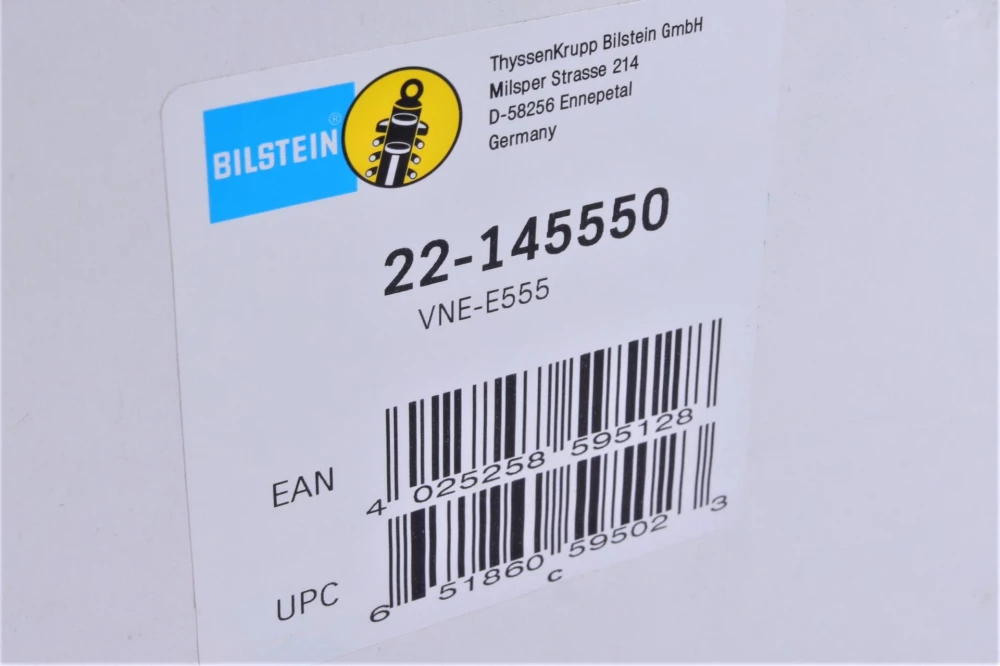 BILSTEIN®
ThyssenKrupp Bilstein GmbH
Milsper Strasse 214
D-58256 Ennepetal
Germany
22-145550
VNE-E555
EAN
4 025258 595128
UPC
6 51860 59502 3
c